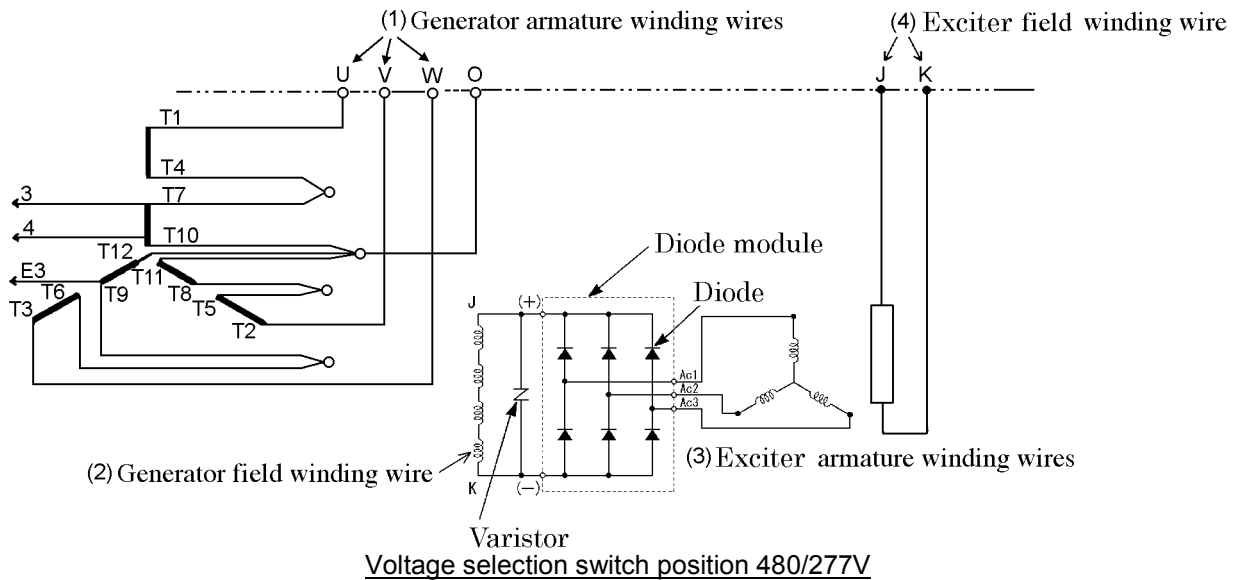 (1) Generator armature winding wires
(4) Exciter field winding wire
U V W O
J K
T1
T4
3
T7
4
T10
T12
E3
T11
T6
T9
T8
T3
T5
T2
Diode module
Diode
J (+)
Ac1
Ac2
Ac3
(2) Generator field winding wire
(3) Exciter armature winding wires
K (−)
Varistor
Voltage selection switch position 480/277V